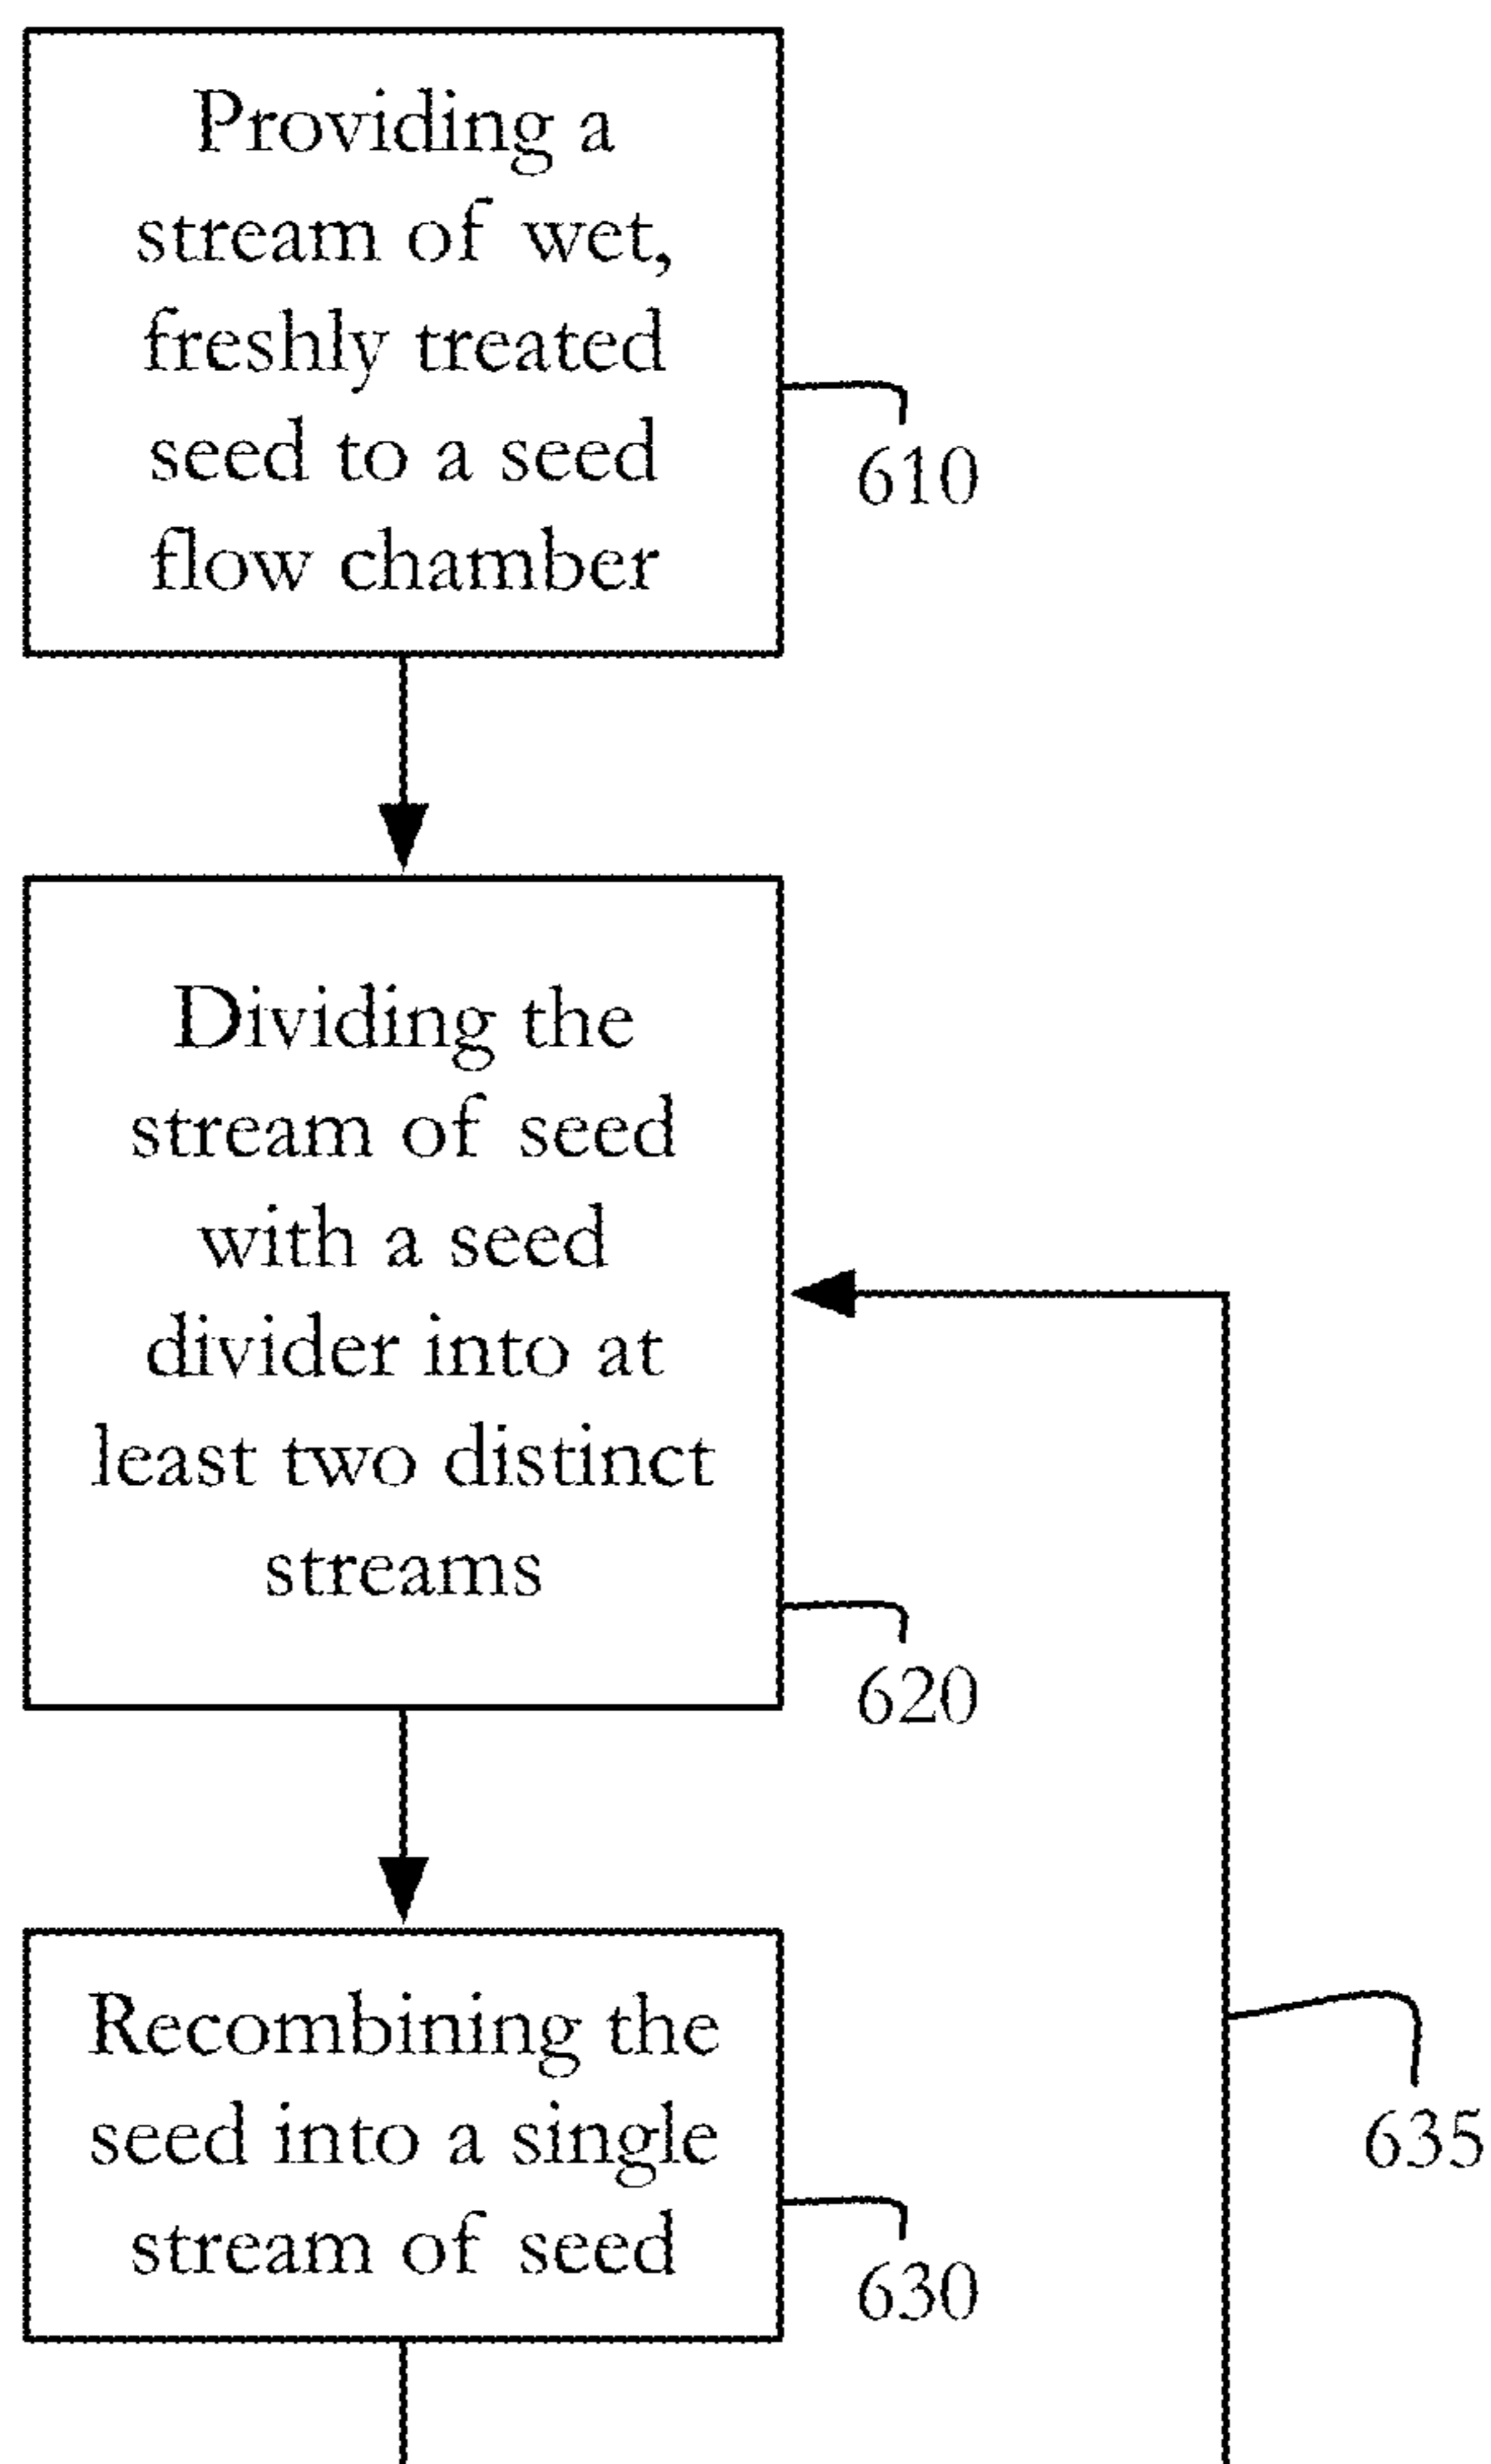 Providing a
stream of wet,
freshly treated
seed to a seed
flow chamber
610
Dividing the
stream of seed
with a seed
divider into at
least two distinct
streams
620
Recombining the
seed into a single
stream of seed
635
630